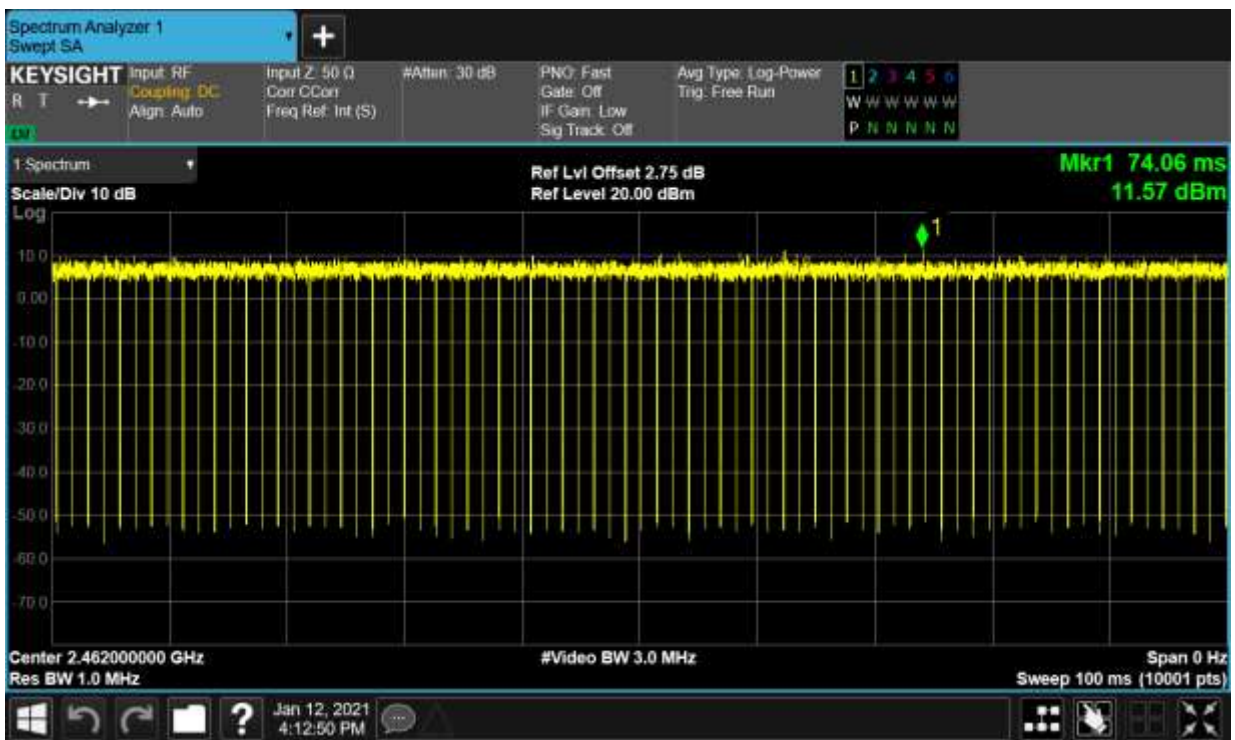 Spectrum Analyzer 1
Swept SA
KEYSIGHT Input: RF Input Z: 50 Ω #Atten: 30 dB PNO: Fast Avg Type: Log-Power 1 2 3 4 5 6
R T Coupling: DC Corr CCorr Gate: Off Trig: Free Run
Align: Auto Freq Ref: Int (S) IF Gain: Low W W W W W W
Sig Track: Off P N N N N N
1 Spectrum
Ref Lvl Offset 2.75 dB Mkr1 74.06 ms
Scale/Div 10 dB Ref Level 20.00 dBm 11.57 dBm
Log
1
10.0
0.00
-10.0
-20.0
-30.0
-40.0
-50.0
-60.0
-70.0
Center 2.462000000 GHz #Video BW 3.0 MHz Span 0 Hz
Res BW 1.0 MHz Sweep 100 ms (10001 pts)
? Jan 12, 2021
4:12:50 PM